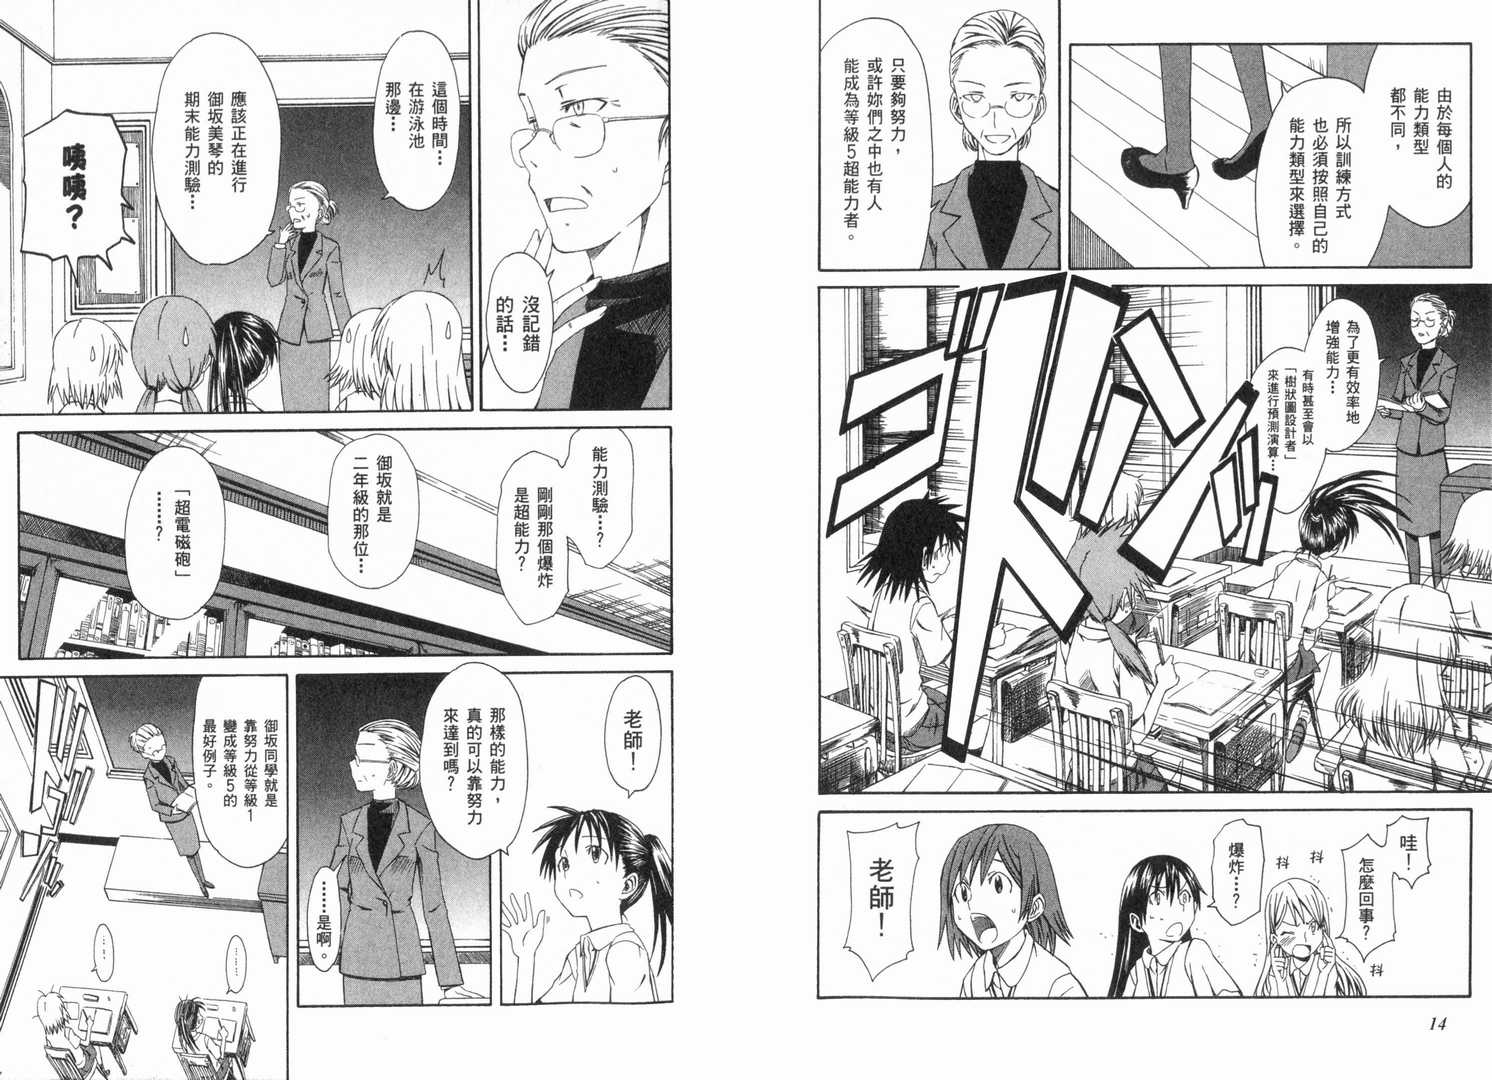 由於每個人的
能力類型
都不同，
所以訓練方式
也必須按照自己的
能力類型來選擇。
只要夠努力，
或許妳們之中也有人
能成為等級5超能力者。
為了更有效率地
增強能力…
有時甚至會以
「樹狀圖設計者」
來進行預測演算…
哇！
怎麼回事？
抖
抖
抖
爆炸…？
老師！
14
這個時間…
在游泳池
那邊…
沒記錯
的話…
應該正在進行
御坂美琴的
期末能力測驗…
咦咦？
能力測驗…？
剛剛那個爆炸
是超能力？
御坂就是
二年級的那位…
「超電磁砲」
……？
老師！
那樣的能力，
真的可以靠努力
來達到嗎？
……是啊。
御坂同學就是
靠努力從等級1
變成等級5的
最好例子。
……
……